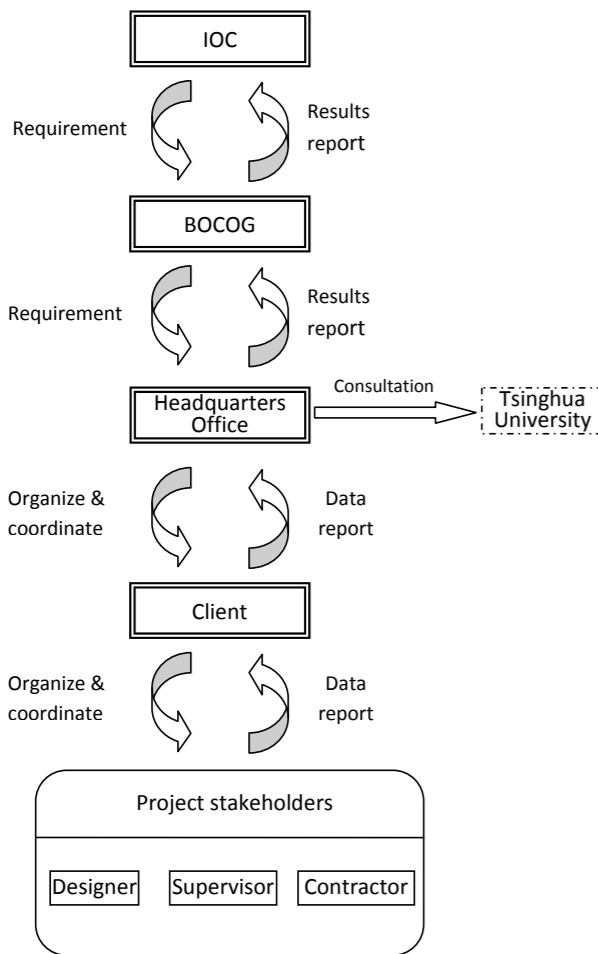 IOC
Requirement
Results
report
BOCOG
Requirement
Results
report
Headquarters
Office
Consultation
Tsinghua
University
Organize &
coordinate
Data
report
Client
Organize &
coordinate
Data
report
Project stakeholders
Designer
Supervisor
Contractor